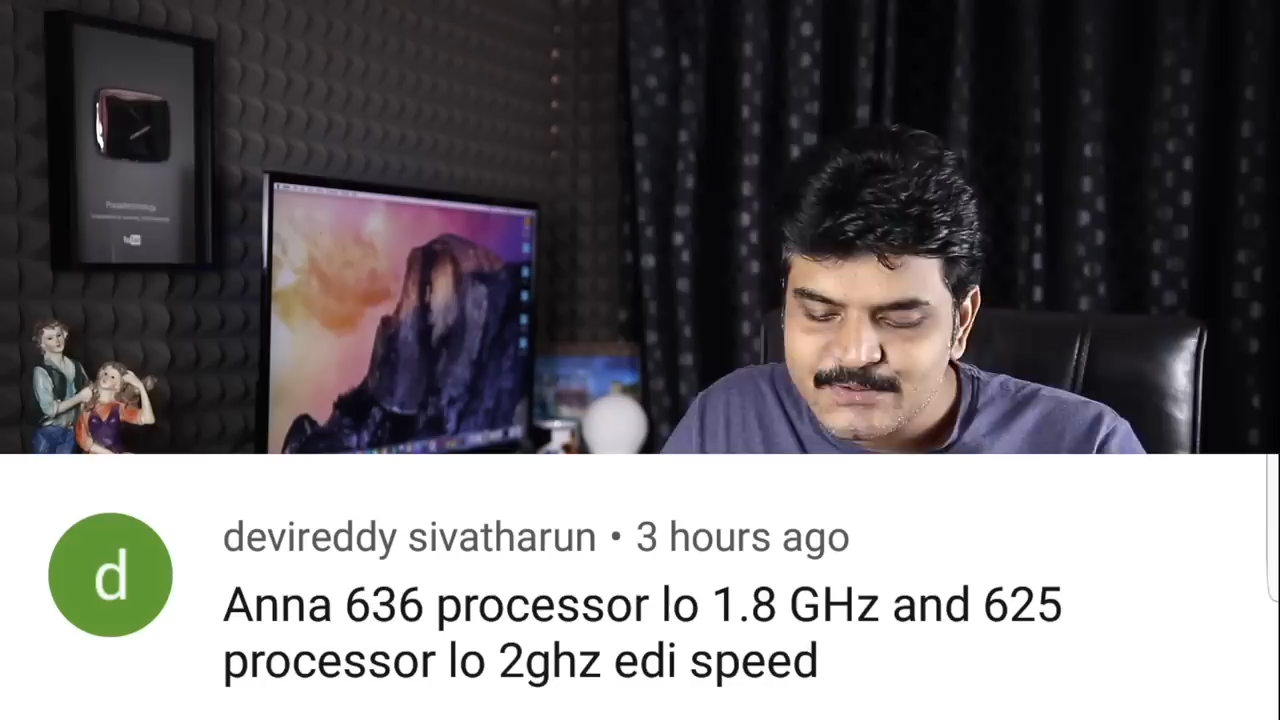 devireddy sivatharun • 3 hours ago
Anna 636 processor lo 1.8 GHz and 625
processor lo 2ghz edi speed